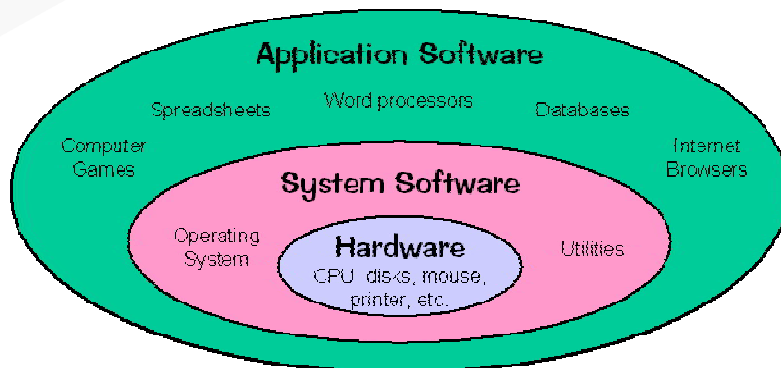 Application Software
Spreadsheets
Word processors
Databases
Computer
Games
Internet
Browsers
System Software
Operating
System
Utilities
Hardware
CPU disks, mouse,
printer, etc.